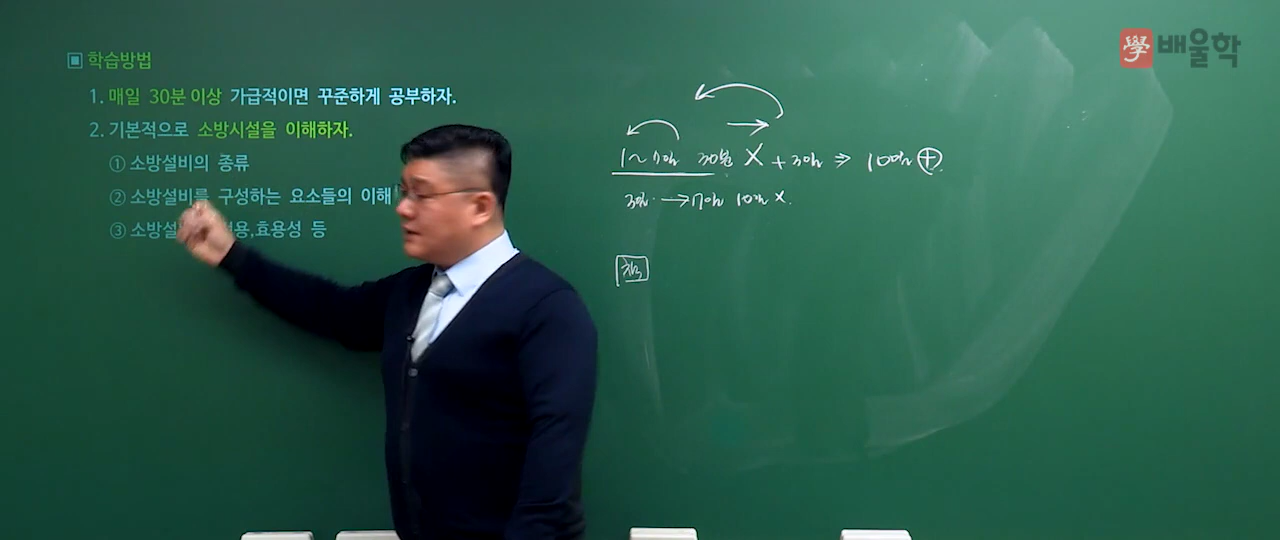 學 배울학
▣ 학습방법
1. 매일 30분 이상 가급적이면 꾸준하게 공부하자.
2. 기본적으로 소방시설을 이해하자.
① 소방설비의 종류
② 소방설비를 구성하는 요소들의 이해
③ 소방설 용,효용성 등
1~7일 30분 X +3일 ⇒ 10일 ⊕
3일 → 7일 10일 x.
책